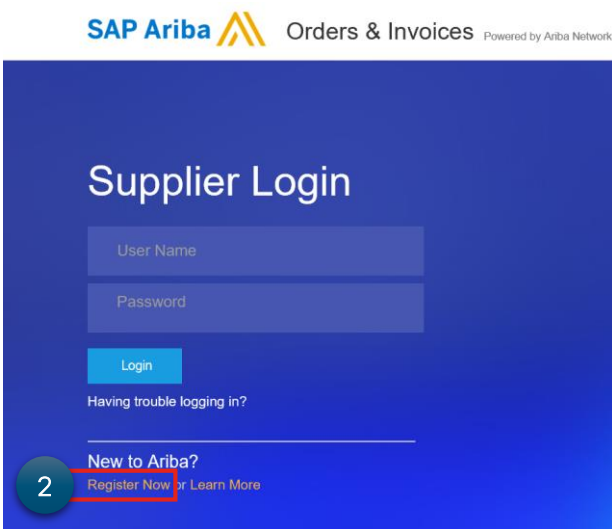 SAP Ariba Orders & Invoices Powered by Ariba Network
Supplier Login
User Name
Password
Login
Having trouble logging in?
New to Ariba?
2 Register Now or Learn More